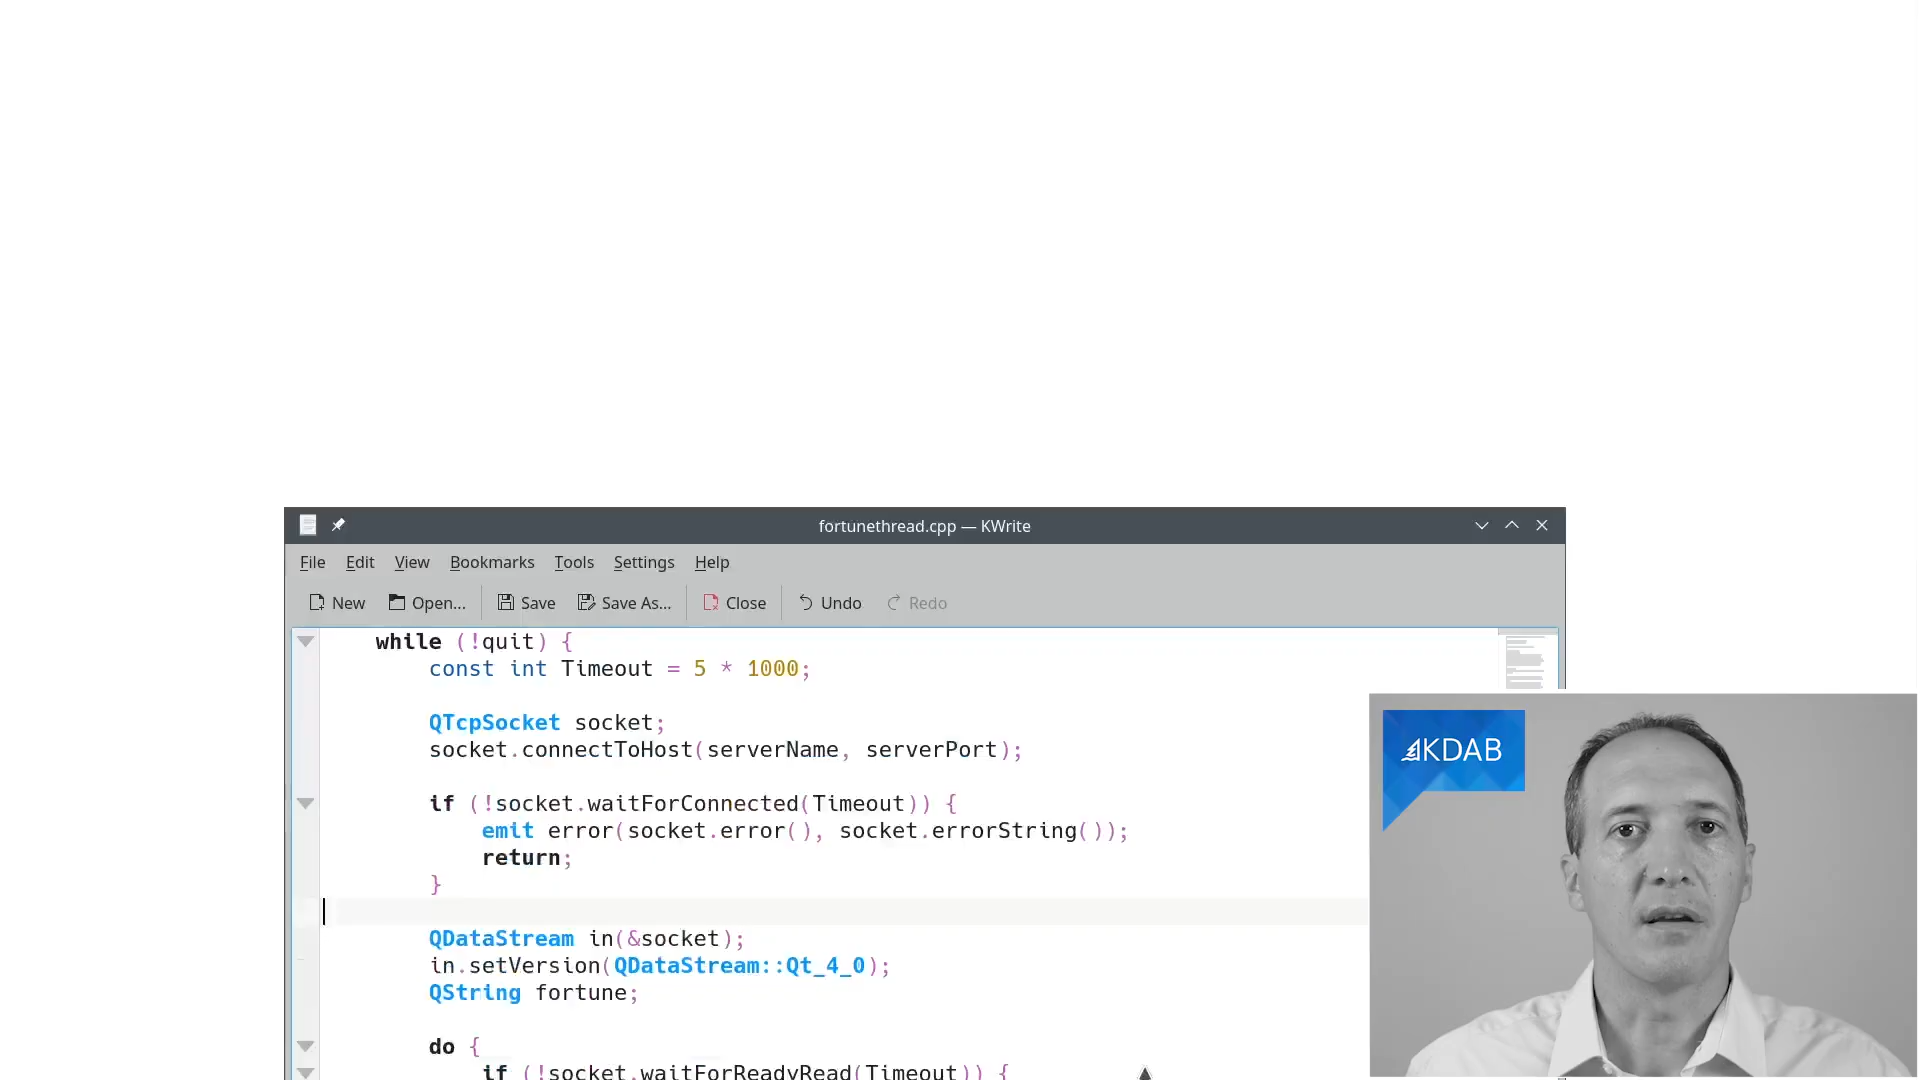 fortunethread.cpp — KWrite
File Edit View Bookmarks Tools Settings Help
New Open... Save Save As... Close Undo Redo
while (!quit) {
const int Timeout = 5 * 1000;
QTcpSocket socket;
socket.connectToHost(serverName, serverPort);
if (!socket.waitForConnected(Timeout)) {
emit error(socket.error(), socket.errorString());
return;
}
QDataStream in(&socket);
in.setVersion(QDataStream::Qt_4_0);
QString fortune;
do {
if (!socket.waitForReadyRead(Timeout)) {
KDAB